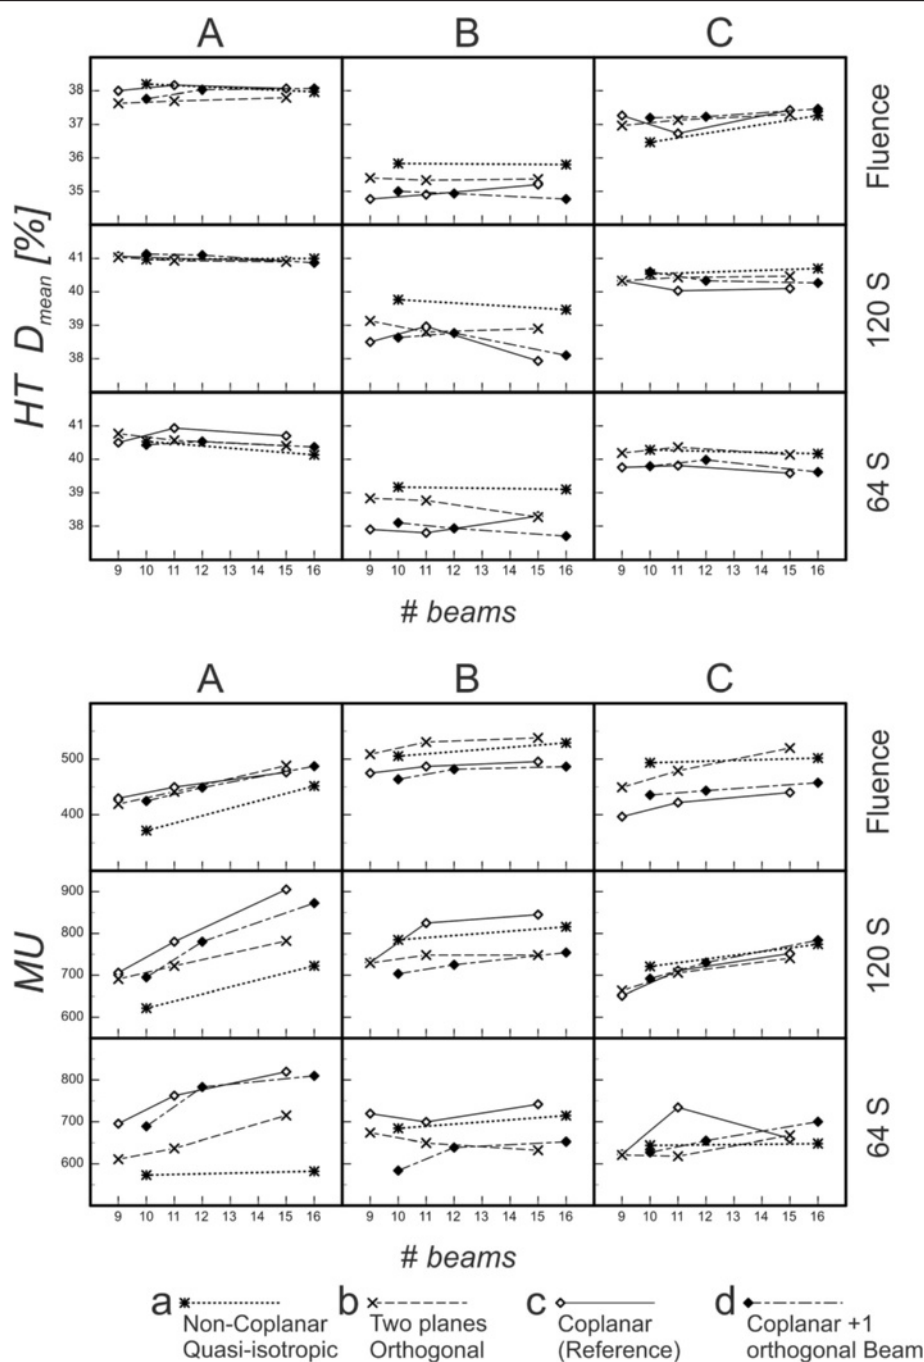 A B C
38
37
36
35
Fluence
41
40
39
38
120 S
41
40
39
38
64 S
HT Dmean [%]
9 10 11 12 13 14 15 16 9 10 11 12 13 14 15 16 9 10 11 12 13 14 15 16
# beams
A B C
500
400
Fluence
900
800
700
600
120 S
800
700
600
64 S
MU
9 10 11 12 13 14 15 16 9 10 11 12 13 14 15 16 9 10 11 12 13 14 15 16
# beams
a b c d
Non-Coplanar Two planes Coplanar Coplanar +1
Quasi-isotropic Orthogonal (Reference) orthogonal Beam